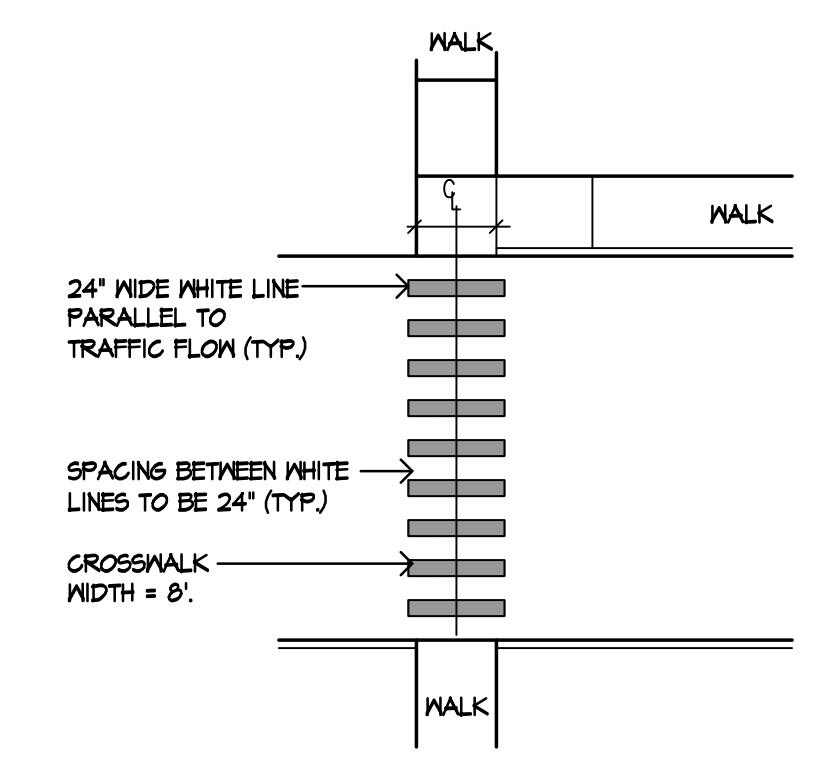 WALK
CL
WALK
24" WIDE WHITE LINE
PARALLEL TO
TRAFFIC FLOW (TYP.)
SPACING BETWEEN WHITE
LINES TO BE 24" (TYP.)
CROSSWALK
WIDTH = 8'.
WALK